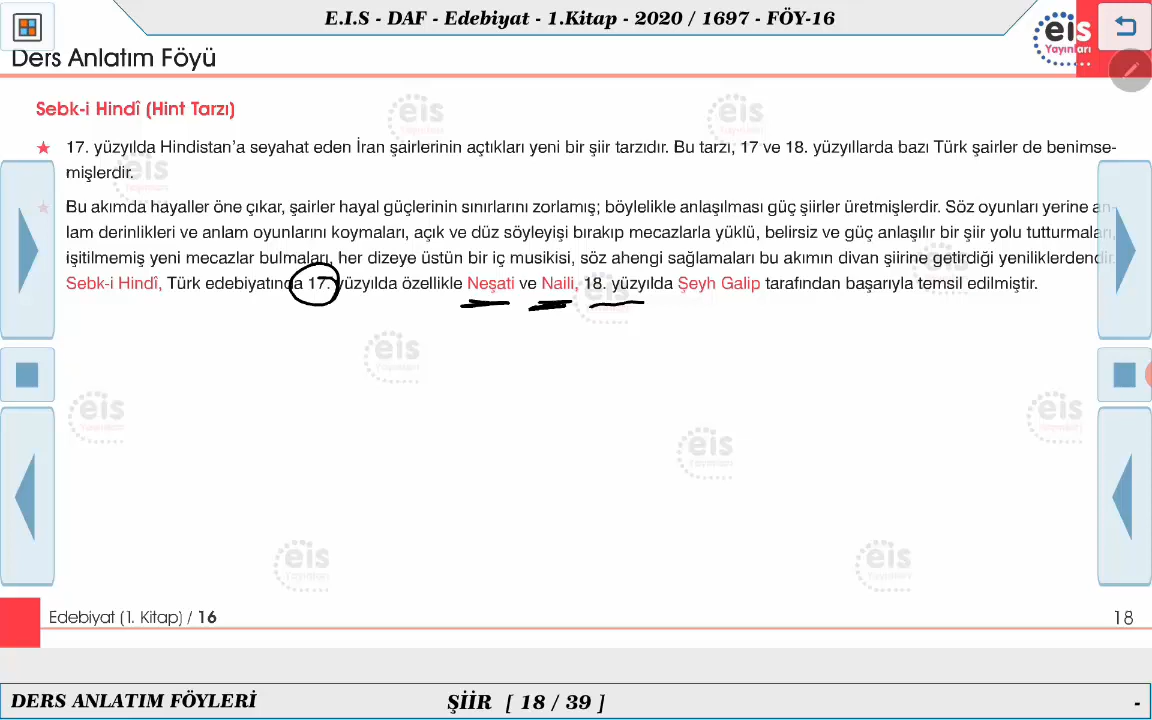 E.I.S - DAF - Edebiyat - 1.Kitap - 2020 / 1697 - FÖY-16
eis
Yayınları
Ders Anlatım Föyü
Sebk-i Hindî (Hint Tarzı)
17. yüzyılda Hindistan'a seyahat eden İran şairlerinin açtıkları yeni bir şiir tarzıdır. Bu tarzı, 17 ve 18. yüzyıllarda bazı Türk şairler de benimse-
mişlerdir.
Bu akımda hayaller öne çıkar, şairler hayal güçlerinin sınırlarını zorlamış; böylelikle anlaşılması güç şiirler üretmişlerdir. Söz oyunları yerine an-
lam derinlikleri ve anlam oyunlarını koymaları, açık ve düz söyleyişi bırakıp mecazlarla yüklü, belirsiz ve güç anlaşılır bir şiir yolu tutturmaları,
işitilmemiş yeni mecazlar bulmaları, her dizeye üstün bir iç musikisi, söz ahengi sağlamaları bu akımın divan şiirine getirdiği yeniliklerdendir.
Sebk-i Hindî, Türk edebiyatında 17. yüzyılda özellikle Neşati ve Naili, 18. yüzyılda Şeyh Galip tarafından başarıyla temsil edilmiştir.
Edebiyat (1. Kitap) / 16
18
DERS ANLATIM FÖYLERİ
ŞİİR [ 18 / 39 ]
-